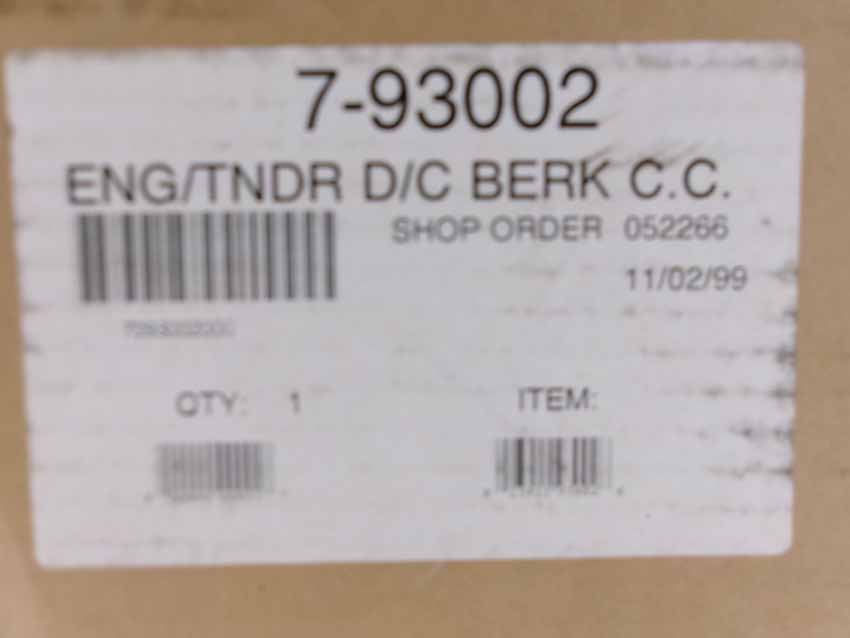 7-93002
ENG/TNDR D/C BERK C.C.
SHOP ORDER 052266
11/02/99
QTY: 1
ITEM: